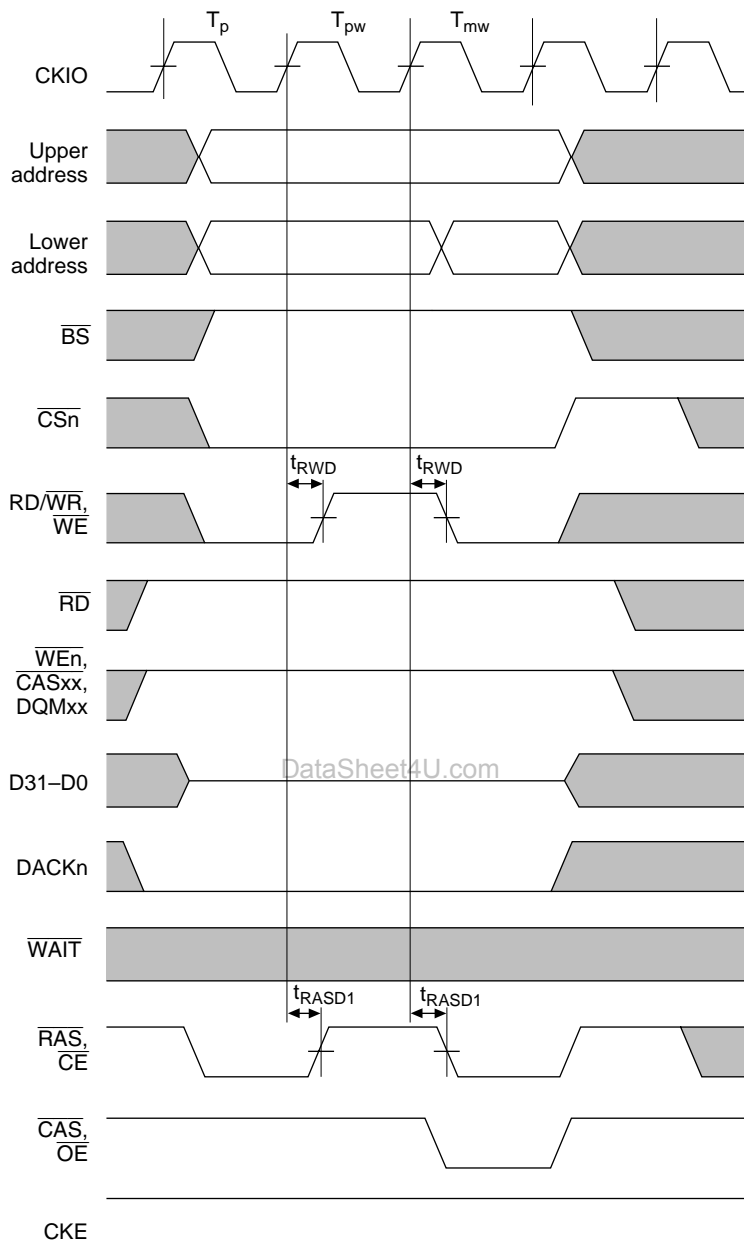 Tp Tpw Tmw
CKIO
Upper
address
Lower
address
BS
CSn
tRWD tRWD
RD/WR,
WE
RD
WEn,
CASxx,
DQMxx
DataSheet4U.com
D31–D0
DACKn
WAIT
tRASD1 tRASD1
RAS,
CE
CAS,
OE
CKE